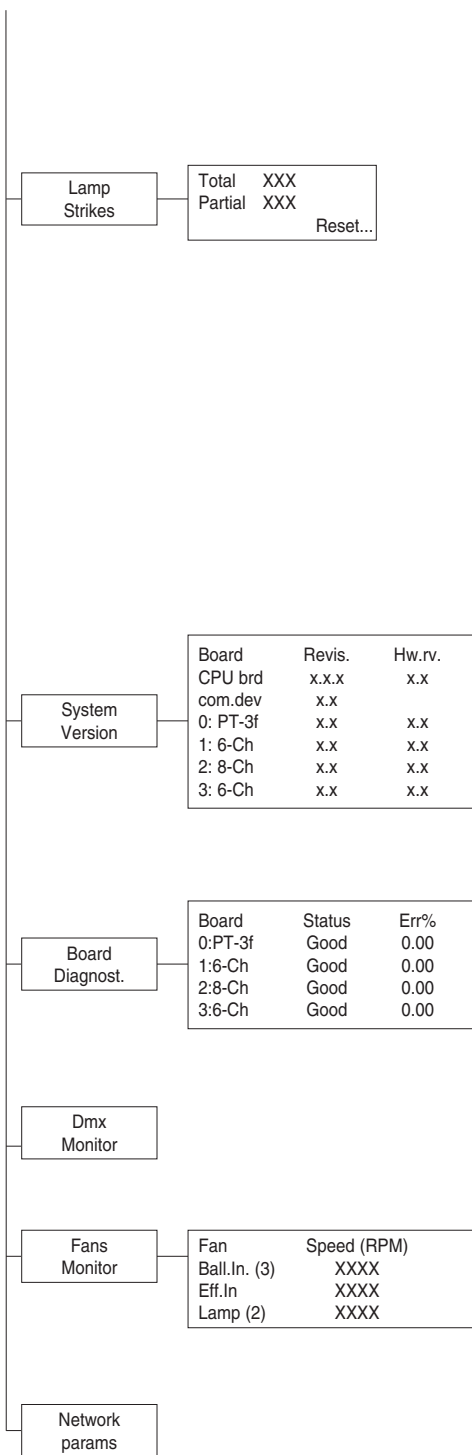 Lamp
Strikes
Total XXX
Partial XXX
Reset...
System
Version
Board Revis. Hw.rv.
CPU brd x.x.x x.x
com.dev x.x
0: PT-3f x.x x.x
1: 6-Ch x.x x.x
2: 8-Ch x.x x.x
3: 6-Ch x.x x.x
Board
Diagnost.
Board Status Err%
0:PT-3f Good 0.00
1:6-Ch Good 0.00
2:8-Ch Good 0.00
3:6-Ch Good 0.00
Dmx
Monitor
Fans
Monitor
Fan Speed (RPM)
Ball.In. (3) XXXX
Eff.In XXXX
Lamp (2) XXXX
Network
params